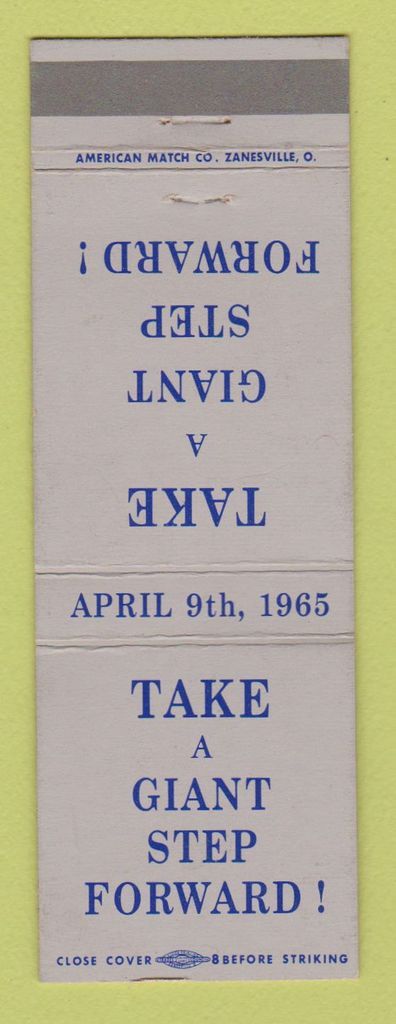 AMERICAN MATCH CO. ZANESVILLE, O.
TAKE
A
GIANT
STEP
FORWARD!
APRIL 9th, 1965
TAKE
A
GIANT
STEP
FORWARD!
CLOSE COVER 8 BEFORE STRIKING